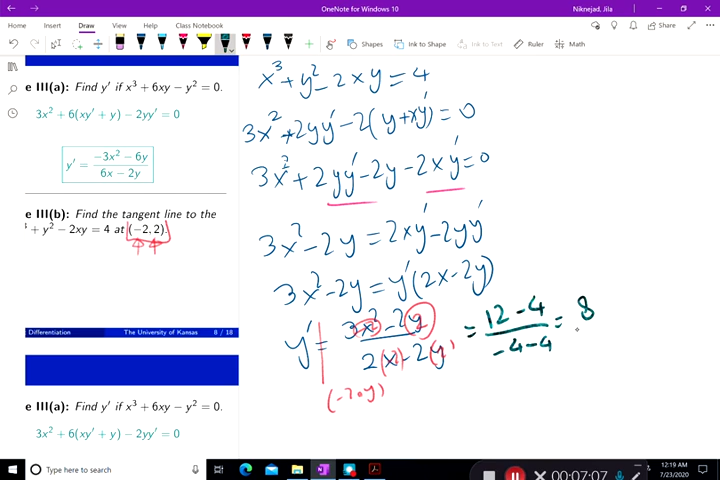 OneNote for Windows 10
Niknejad, Jila
Home Insert Draw View Help Class Notebook
Share
Shapes Ink to Shape Ink to Text Ruler Math
e III(a): Find y′ if x³ + 6xy − y² = 0.
3x² + 6(xy′ + y) − 2yy′ = 0
y′ = (−3x² − 6y) / (6x − 2y)
e III(b): Find the tangent line to the
³ + y² − 2xy = 4 at (−2, 2).
Differentiation The University of Kansas 8 / 18
e III(a): Find y′ if x³ + 6xy − y² = 0.
3x² + 6(xy′ + y) − 2yy′ = 0
x³ + y² − 2xy = 4
3x² + 2yy′ − 2(y + xy′) = 0
3x² + 2yy′ − 2y − 2xy′ = 0
3x² − 2y = 2xy′ − 2yy′
3x² − 2y = y′(2x − 2y)
y′ = (3x² − 2y) / (2x − 2y) = (12 − 4) / (−4 − 4) = 8
Type here to search
00:07:07
12:19 AM
7/23/2020